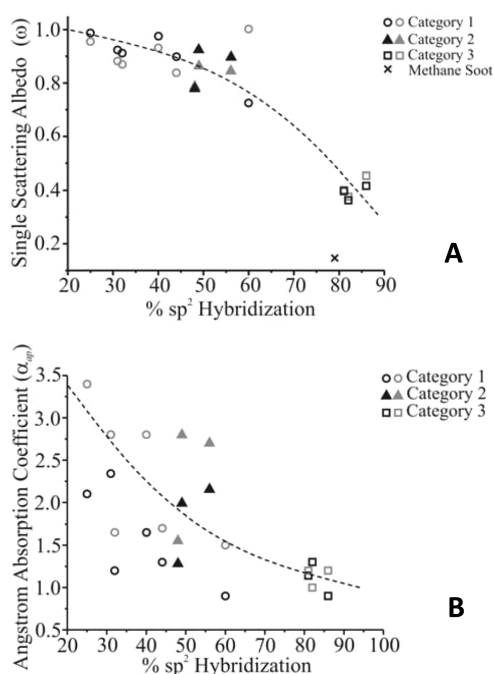 1.0
0.8
0.6
0.4
0.2
20 30 40 50 60 70 80 90
Single Scattering Albedo (ω)
% sp² Hybridization
Category 1
Category 2
Category 3
Methane Soot
A
3.5
3.0
2.5
2.0
1.5
1.0
0.5
20 30 40 50 60 70 80 90 100
Angstrom Absorption Coefficient (αₐₚ)
% sp² Hybridization
Category 1
Category 2
Category 3
B